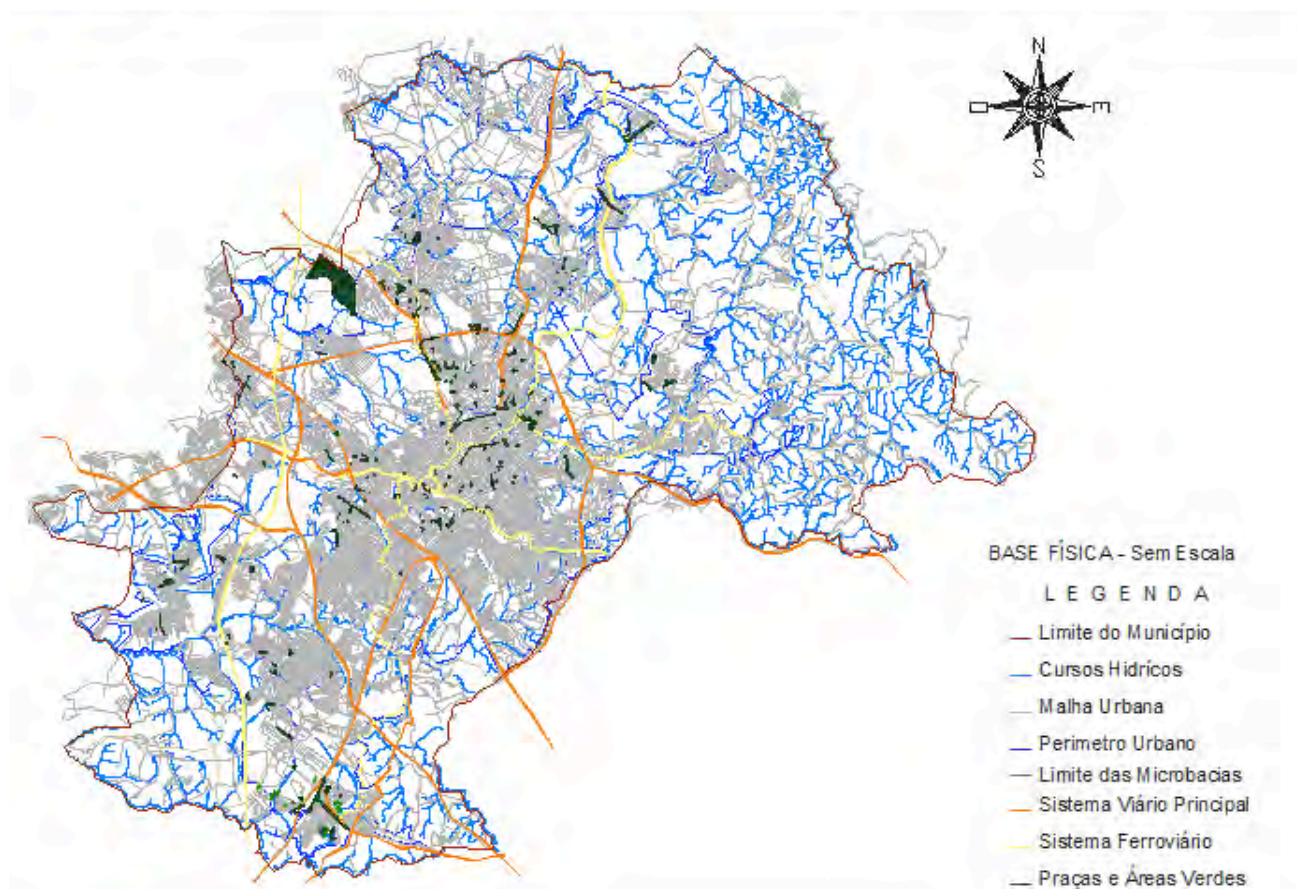 N
O E
S
BASE FÍSICA - Sem Escala
L E G E N D A
Limite do Município
Cursos Hidrícos
Malha Urbana
Perimetro Urbano
Limite das Microbacias
Sistema Viário Principal
Sistema Ferroviário
Praças e Áreas Verdes